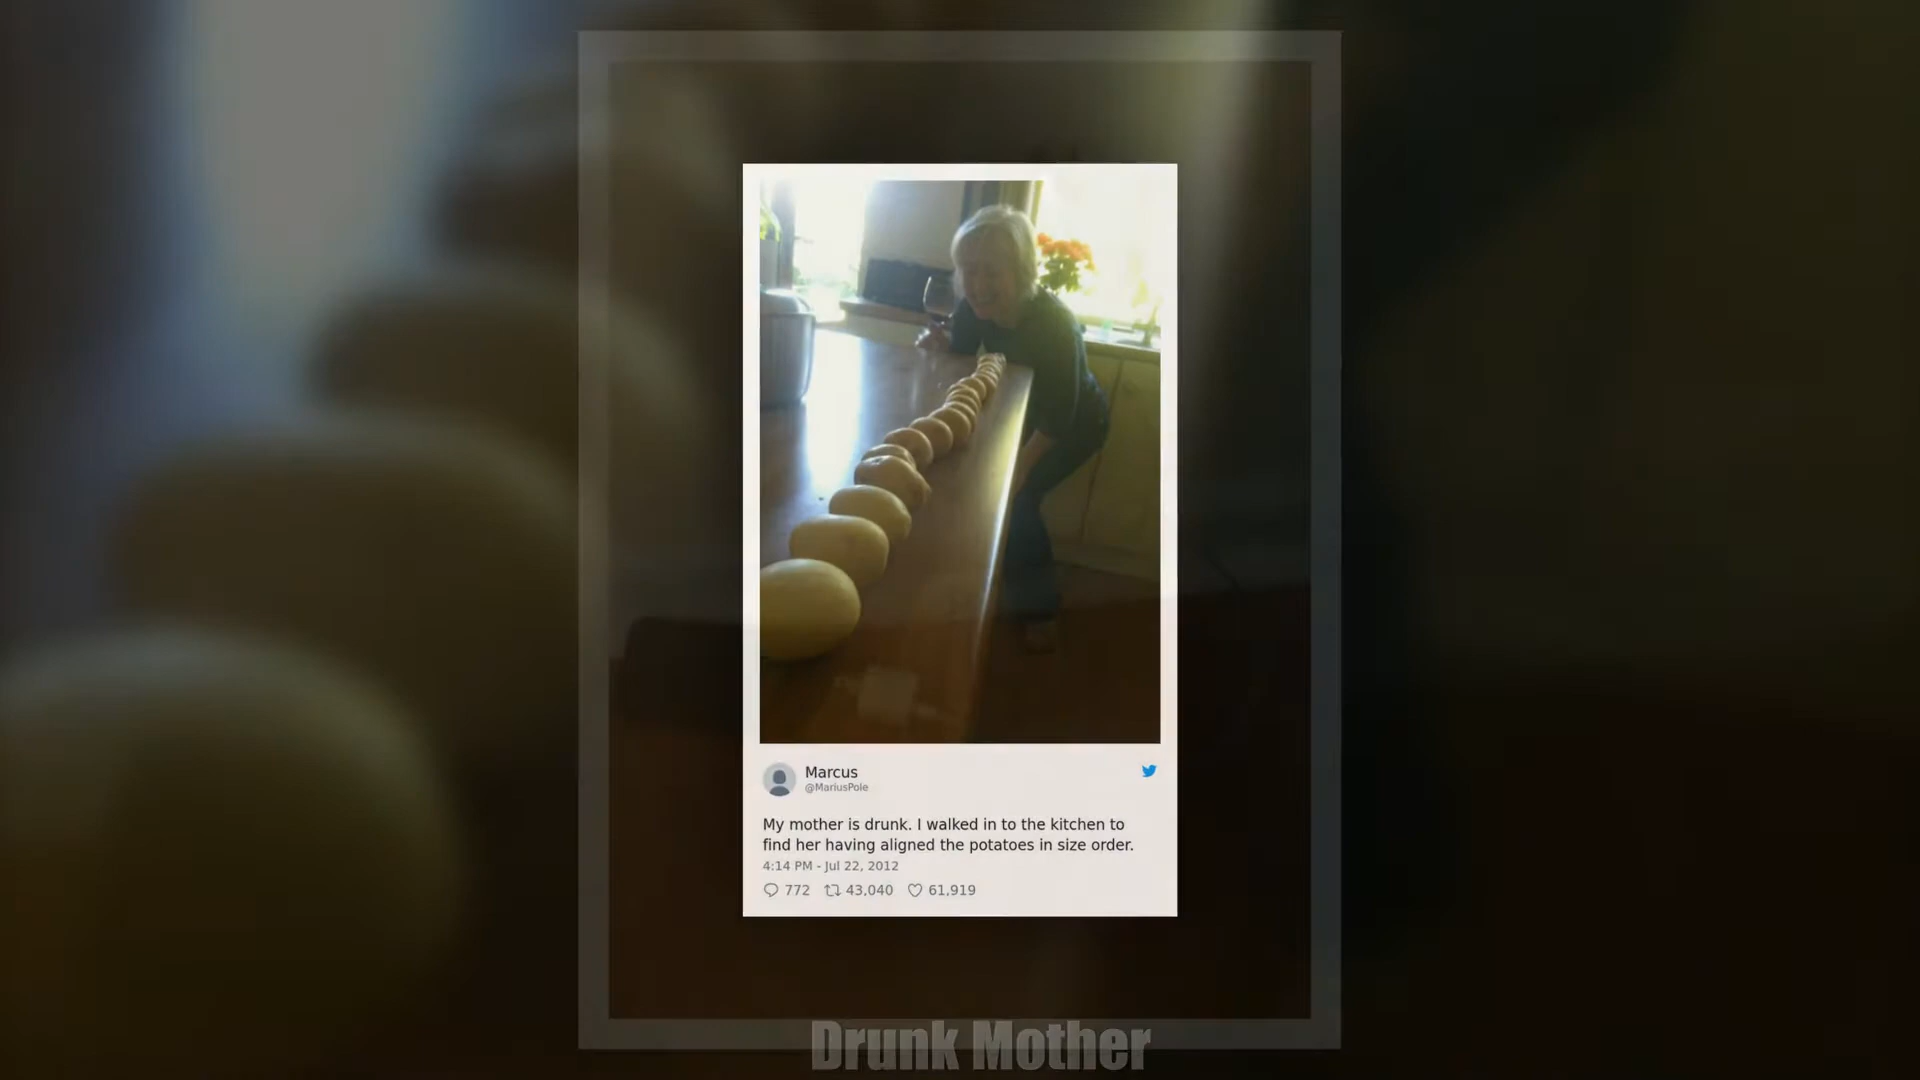 Marcus
@MariusPole
My mother is drunk. I walked in to the kitchen to
find her having aligned the potatoes in size order.
4:14 PM - Jul 22, 2012
772 43,040 61,919
Drunk Mother